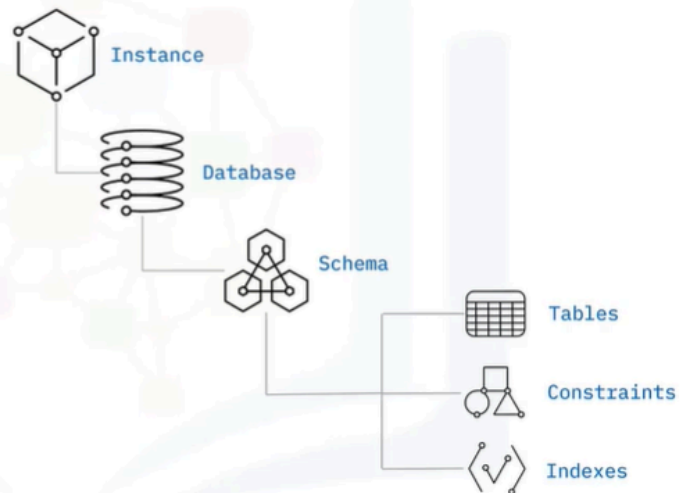 Instance
Database
Schema
Tables
Constraints
Indexes